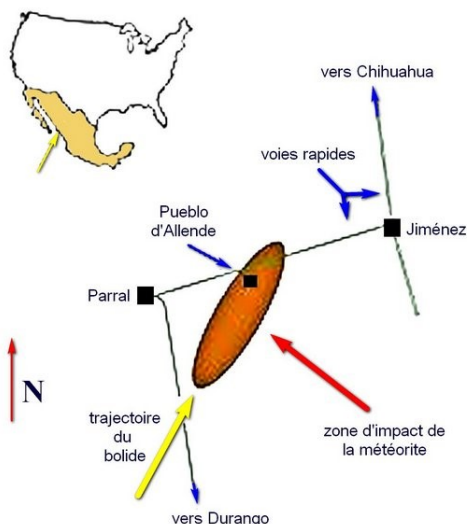 vers Chihuahua
voies rapides
Pueblo
d'Allende
Jiménez
Parral
N
trajectoire
du
bolide
zone d'impact de
la météorite
vers Durango